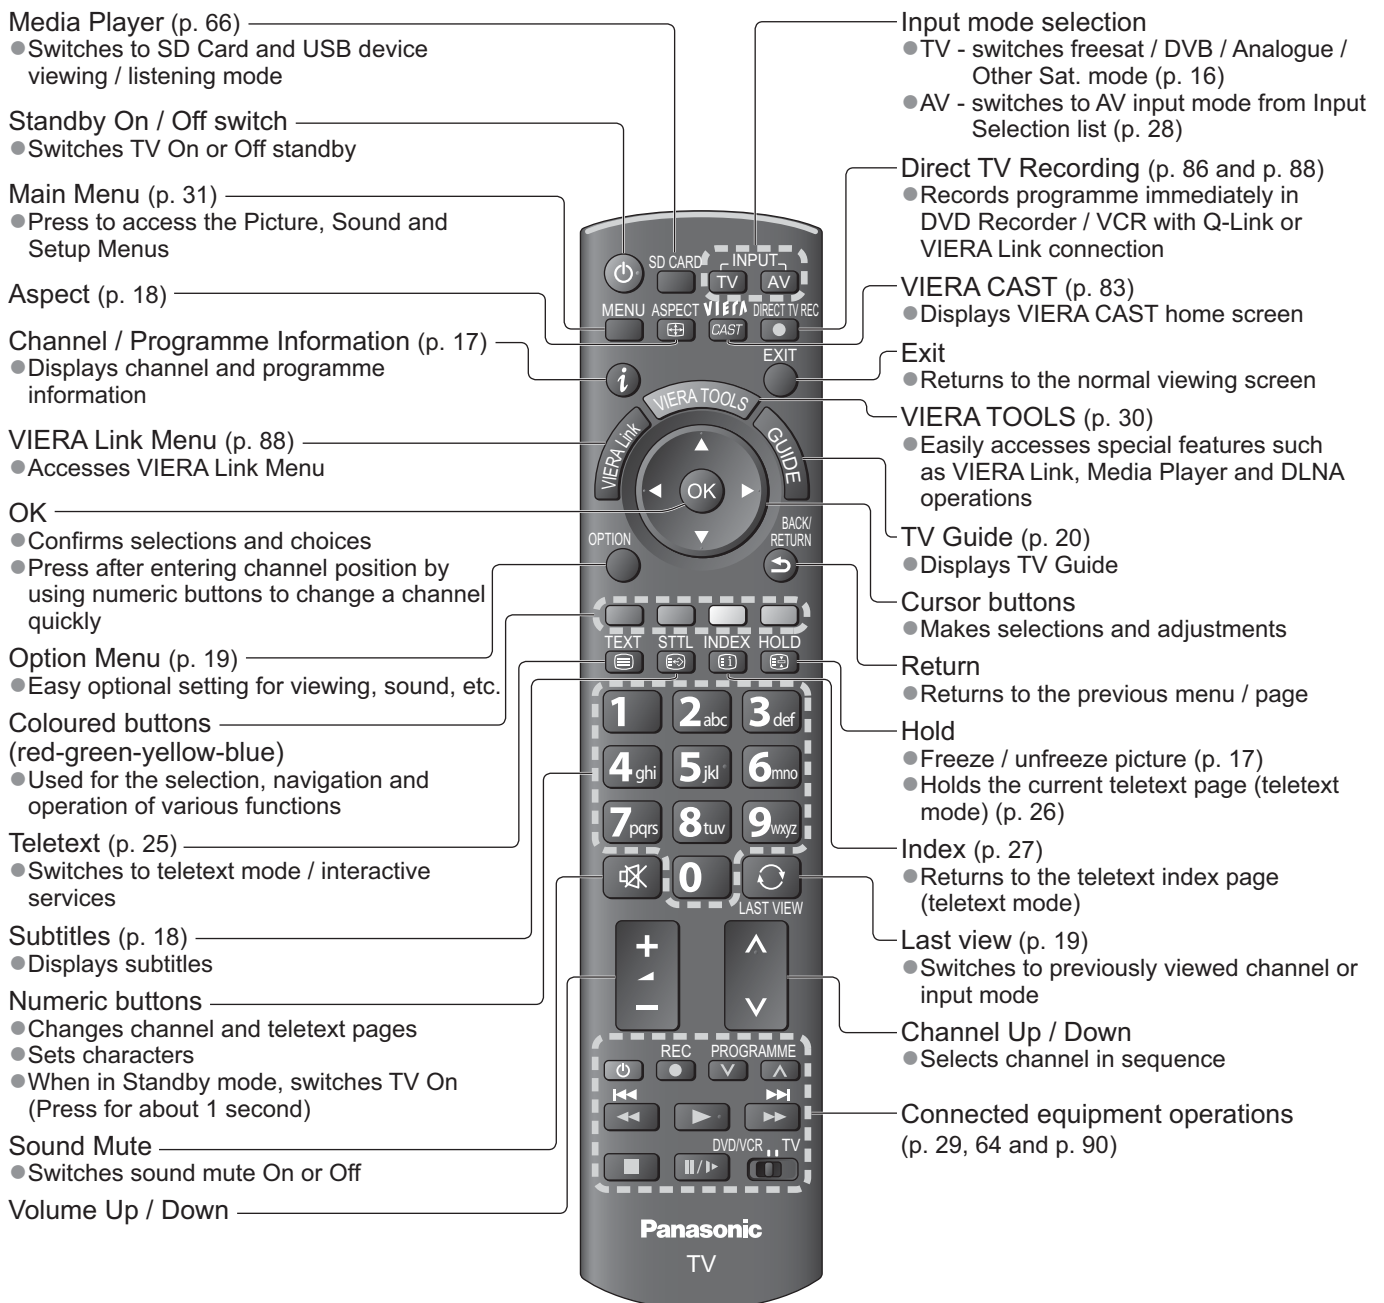 Media Player (p. 66)
●Switches to SD Card and USB device
viewing / listening mode
Standby On / Off switch
●Switches TV On or Off standby
Main Menu (p. 31)
●Press to access the Picture, Sound and
Setup Menus
Aspect (p. 18)
Channel / Programme Information (p. 17)
●Displays channel and programme
information
VIERA Link Menu (p. 88)
●Accesses VIERA Link Menu
OK
●Confirms selections and choices
●Press after entering channel position by
using numeric buttons to change a channel
quickly
Option Menu (p. 19)
●Easy optional setting for viewing, sound, etc.
Coloured buttons
(red-green-yellow-blue)
●Used for the selection, navigation and
operation of various functions
Teletext (p. 25)
●Switches to teletext mode / interactive
services
Subtitles (p. 18)
●Displays subtitles
Numeric buttons
●Changes channel and teletext pages
●Sets characters
●When in Standby mode, switches TV On
(Press for about 1 second)
Sound Mute
●Switches sound mute On or Off
Volume Up / Down
SD CARD
INPUT
TV AV
MENU ASPECT VIERA DIRECT TV REC
CAST
EXIT
i
VIERA TOOLS
VIERA Link
GUIDE
OK
OPTION
BACK/
RETURN
TEXT STTL INDEX HOLD
1 2abc 3def
4ghi 5jkl 6mno
7pqrs 8tuv 9wxyz
0
LAST VIEW
+
−
REC PROGRAMME
DVD/VCR TV
Panasonic
TV
Input mode selection
●TV - switches freesat / DVB / Analogue /
Other Sat. mode (p. 16)
●AV - switches to AV input mode from Input
Selection list (p. 28)
Direct TV Recording (p. 86 and p. 88)
●Records programme immediately in
DVD Recorder / VCR with Q-Link or
VIERA Link connection
VIERA CAST (p. 83)
●Displays VIERA CAST home screen
Exit
●Returns to the normal viewing screen
VIERA TOOLS (p. 30)
●Easily accesses special features such
as VIERA Link, Media Player and DLNA
operations
TV Guide (p. 20)
●Displays TV Guide
Cursor buttons
●Makes selections and adjustments
Return
●Returns to the previous menu / page
Hold
●Freeze / unfreeze picture (p. 17)
●Holds the current teletext page (teletext
mode) (p. 26)
Index (p. 27)
●Returns to the teletext index page
(teletext mode)
Last view (p. 19)
●Switches to previously viewed channel or
input mode
Channel Up / Down
●Selects channel in sequence
Connected equipment operations
(p. 29, 64 and p. 90)